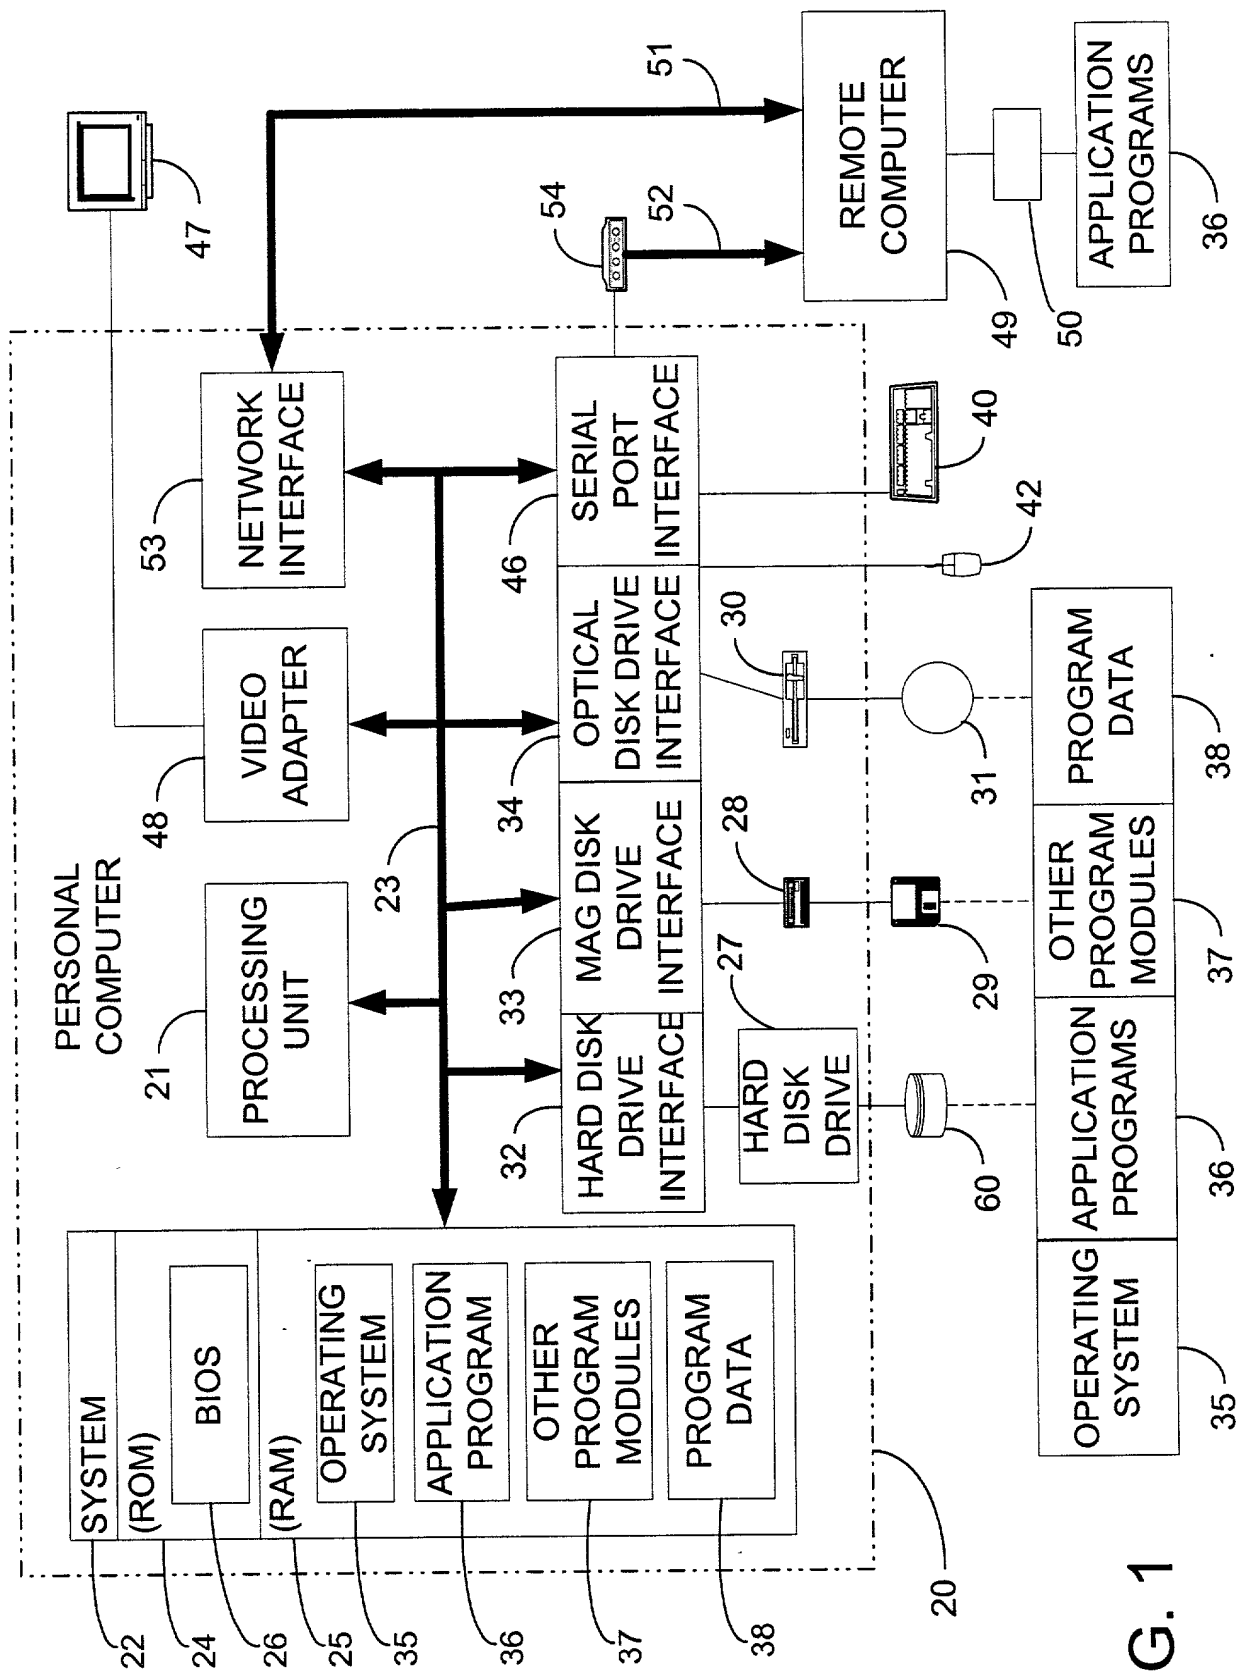 PERSONAL
COMPUTER
22
SYSTEM
24
(ROM)
26
BIOS
25
(RAM)
35
OPERATING
SYSTEM
36
APPLICATION
PROGRAM
37
OTHER
PROGRAM
MODULES
38
PROGRAM
DATA
21
PROCESSING
UNIT
48
VIDEO
ADAPTER
53
NETWORK
INTERFACE
47
23
32
HARD DISK
DRIVE
INTERFACE
33
MAG DISK
DRIVE
INTERFACE
34
OPTICAL
DISK DRIVE
INTERFACE
46
SERIAL
PORT
INTERFACE
54
52
51
27
HARD
DISK
DRIVE
28
30
20
60
29
31
42
40
REMOTE
COMPUTER
49
50
APPLICATION
PROGRAMS
36
OPERATING
SYSTEM
35
APPLICATION
PROGRAMS
36
OTHER
PROGRAM
MODULES
37
PROGRAM
DATA
38
G. 1